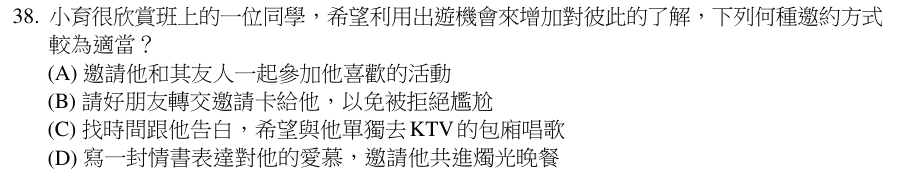 38. 小育很欣賞班上的一位同學，希望利用出遊機會來增加對彼此的了解，下列何種邀約方式
較為適當？
(A) 邀請他和其友人一起參加他喜歡的活動
(B) 請好朋友轉交邀請卡給他，以免被拒絕尷尬
(C) 找時間跟他告白，希望與他單獨去 KTV 的包廂唱歌
(D) 寫一封情書表達對他的愛慕，邀請他共進燭光晚餐